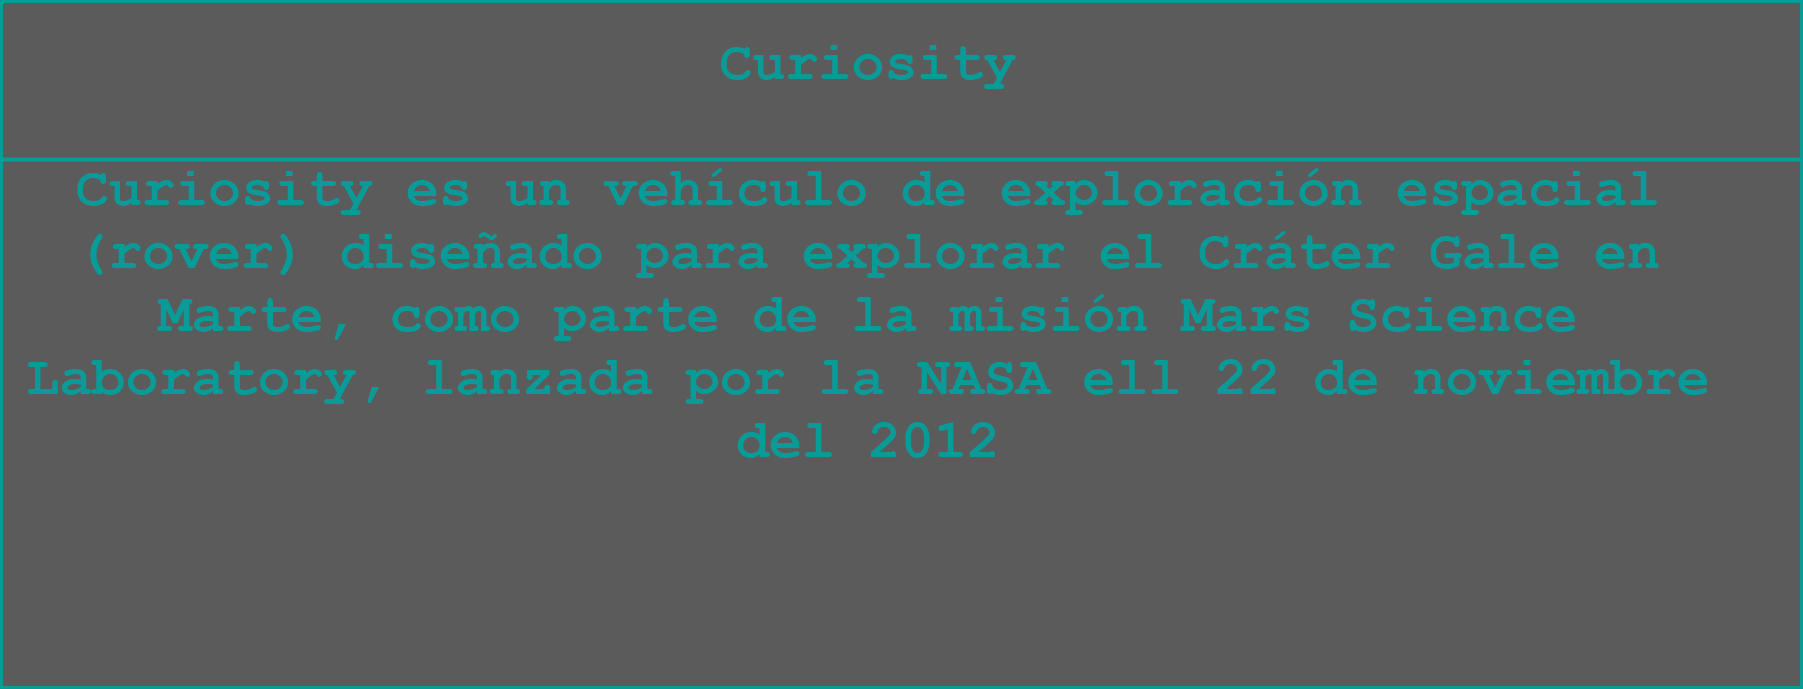 Curiosity
Curiosity es un vehículo de exploración espacial
(rover) diseñado para explorar el Cráter Gale en
Marte, como parte de la misión Mars Science
Laboratory, lanzada por la NASA ell 22 de noviembre
del 2012